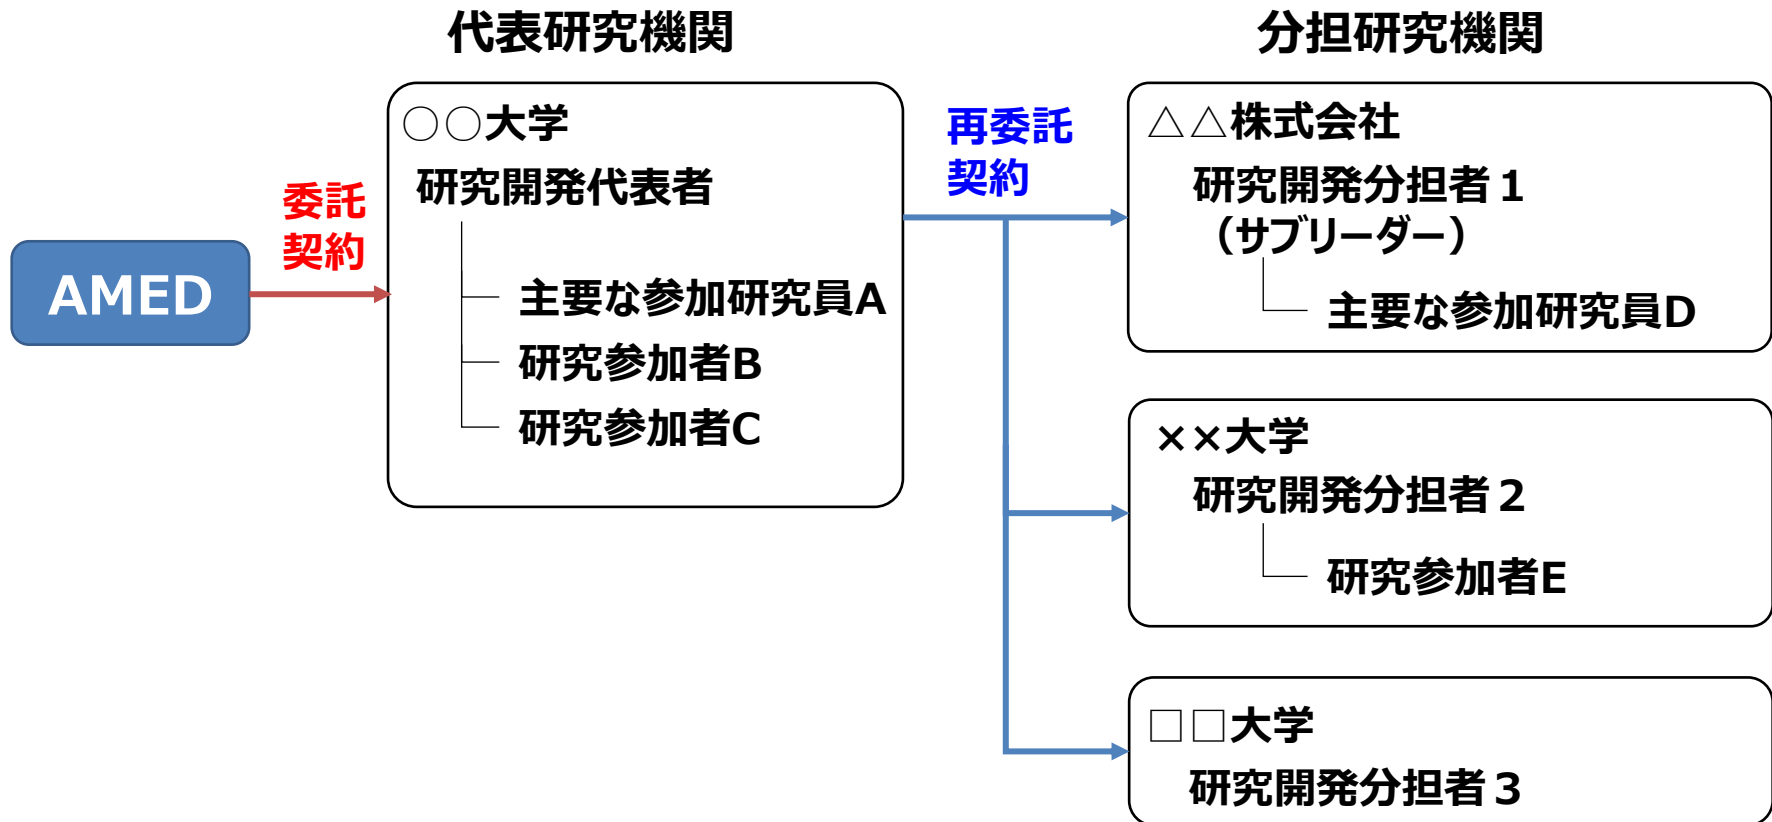 代表研究機関
分担研究機関
AMED
委託
契約
○○大学
研究開発代表者
主要な参加研究員A
研究参加者B
研究参加者C
再委託
契約
△△株式会社
研究開発分担者１
（サブリーダー）
主要な参加研究員D
××大学
研究開発分担者２
研究参加者E
□□大学
研究開発分担者３